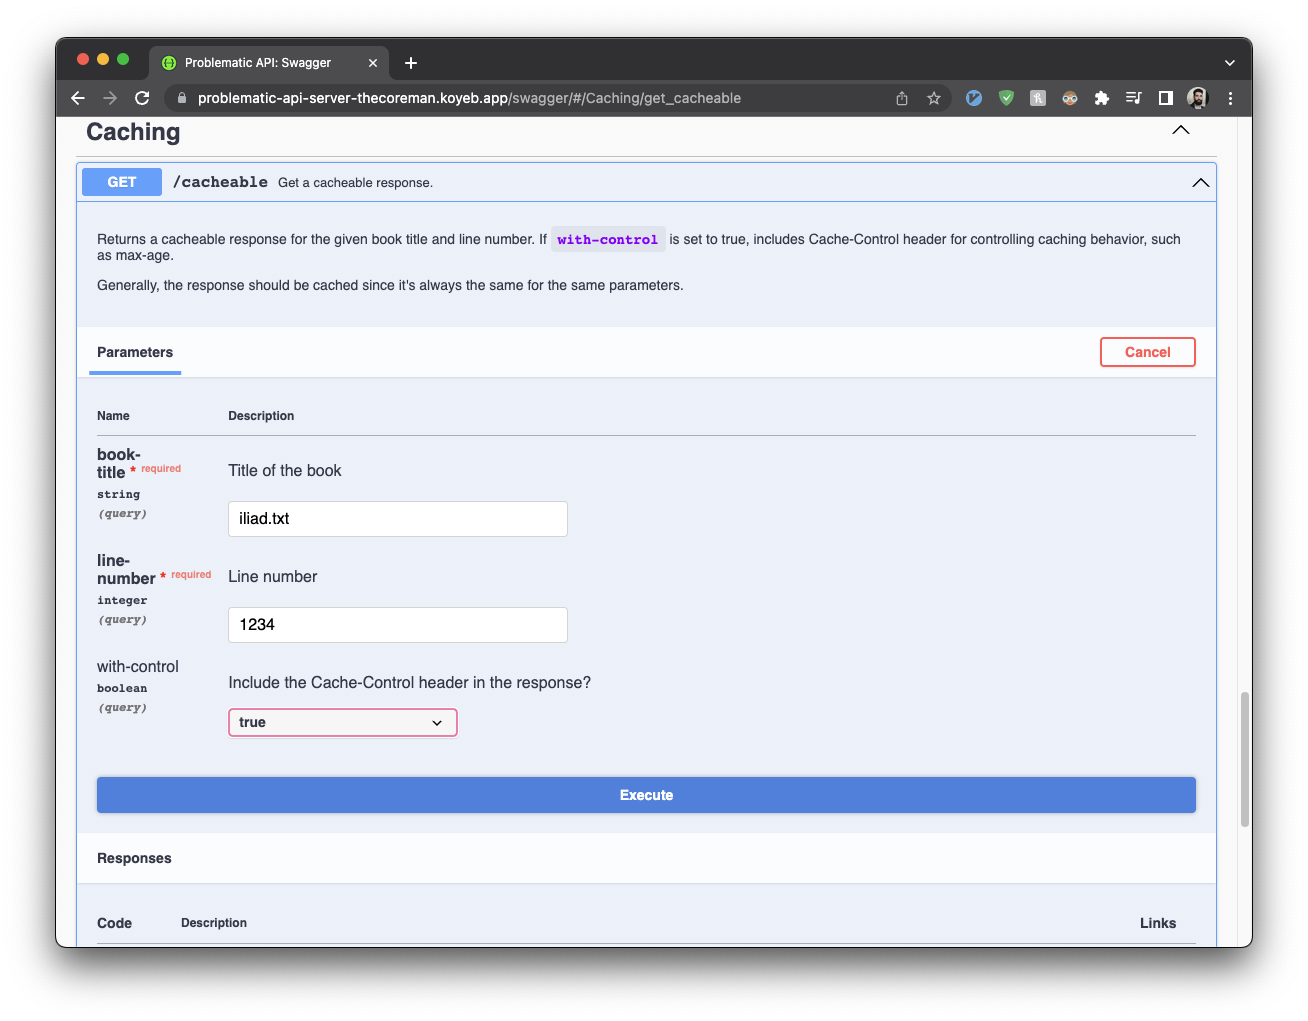 Problematic API: Swagger
problematic-api-server-thecoreman.koyeb.app/swagger/#/Caching/get_cacheable
Caching
GET /cacheable Get a cacheable response.
Returns a cacheable response for the given book title and line number. If with-control is set to true, includes Cache-Control header for controlling caching behavior, such
as max-age.
Generally, the response should be cached since it's always the same for the same parameters.
Parameters
Cancel
Name Description
book-
title * required
string
(query)
Title of the book
iliad.txt
line-
number * required
integer
(query)
Line number
1234
with-control
boolean
(query)
Include the Cache-Control header in the response?
true
Execute
Responses
Code Description Links